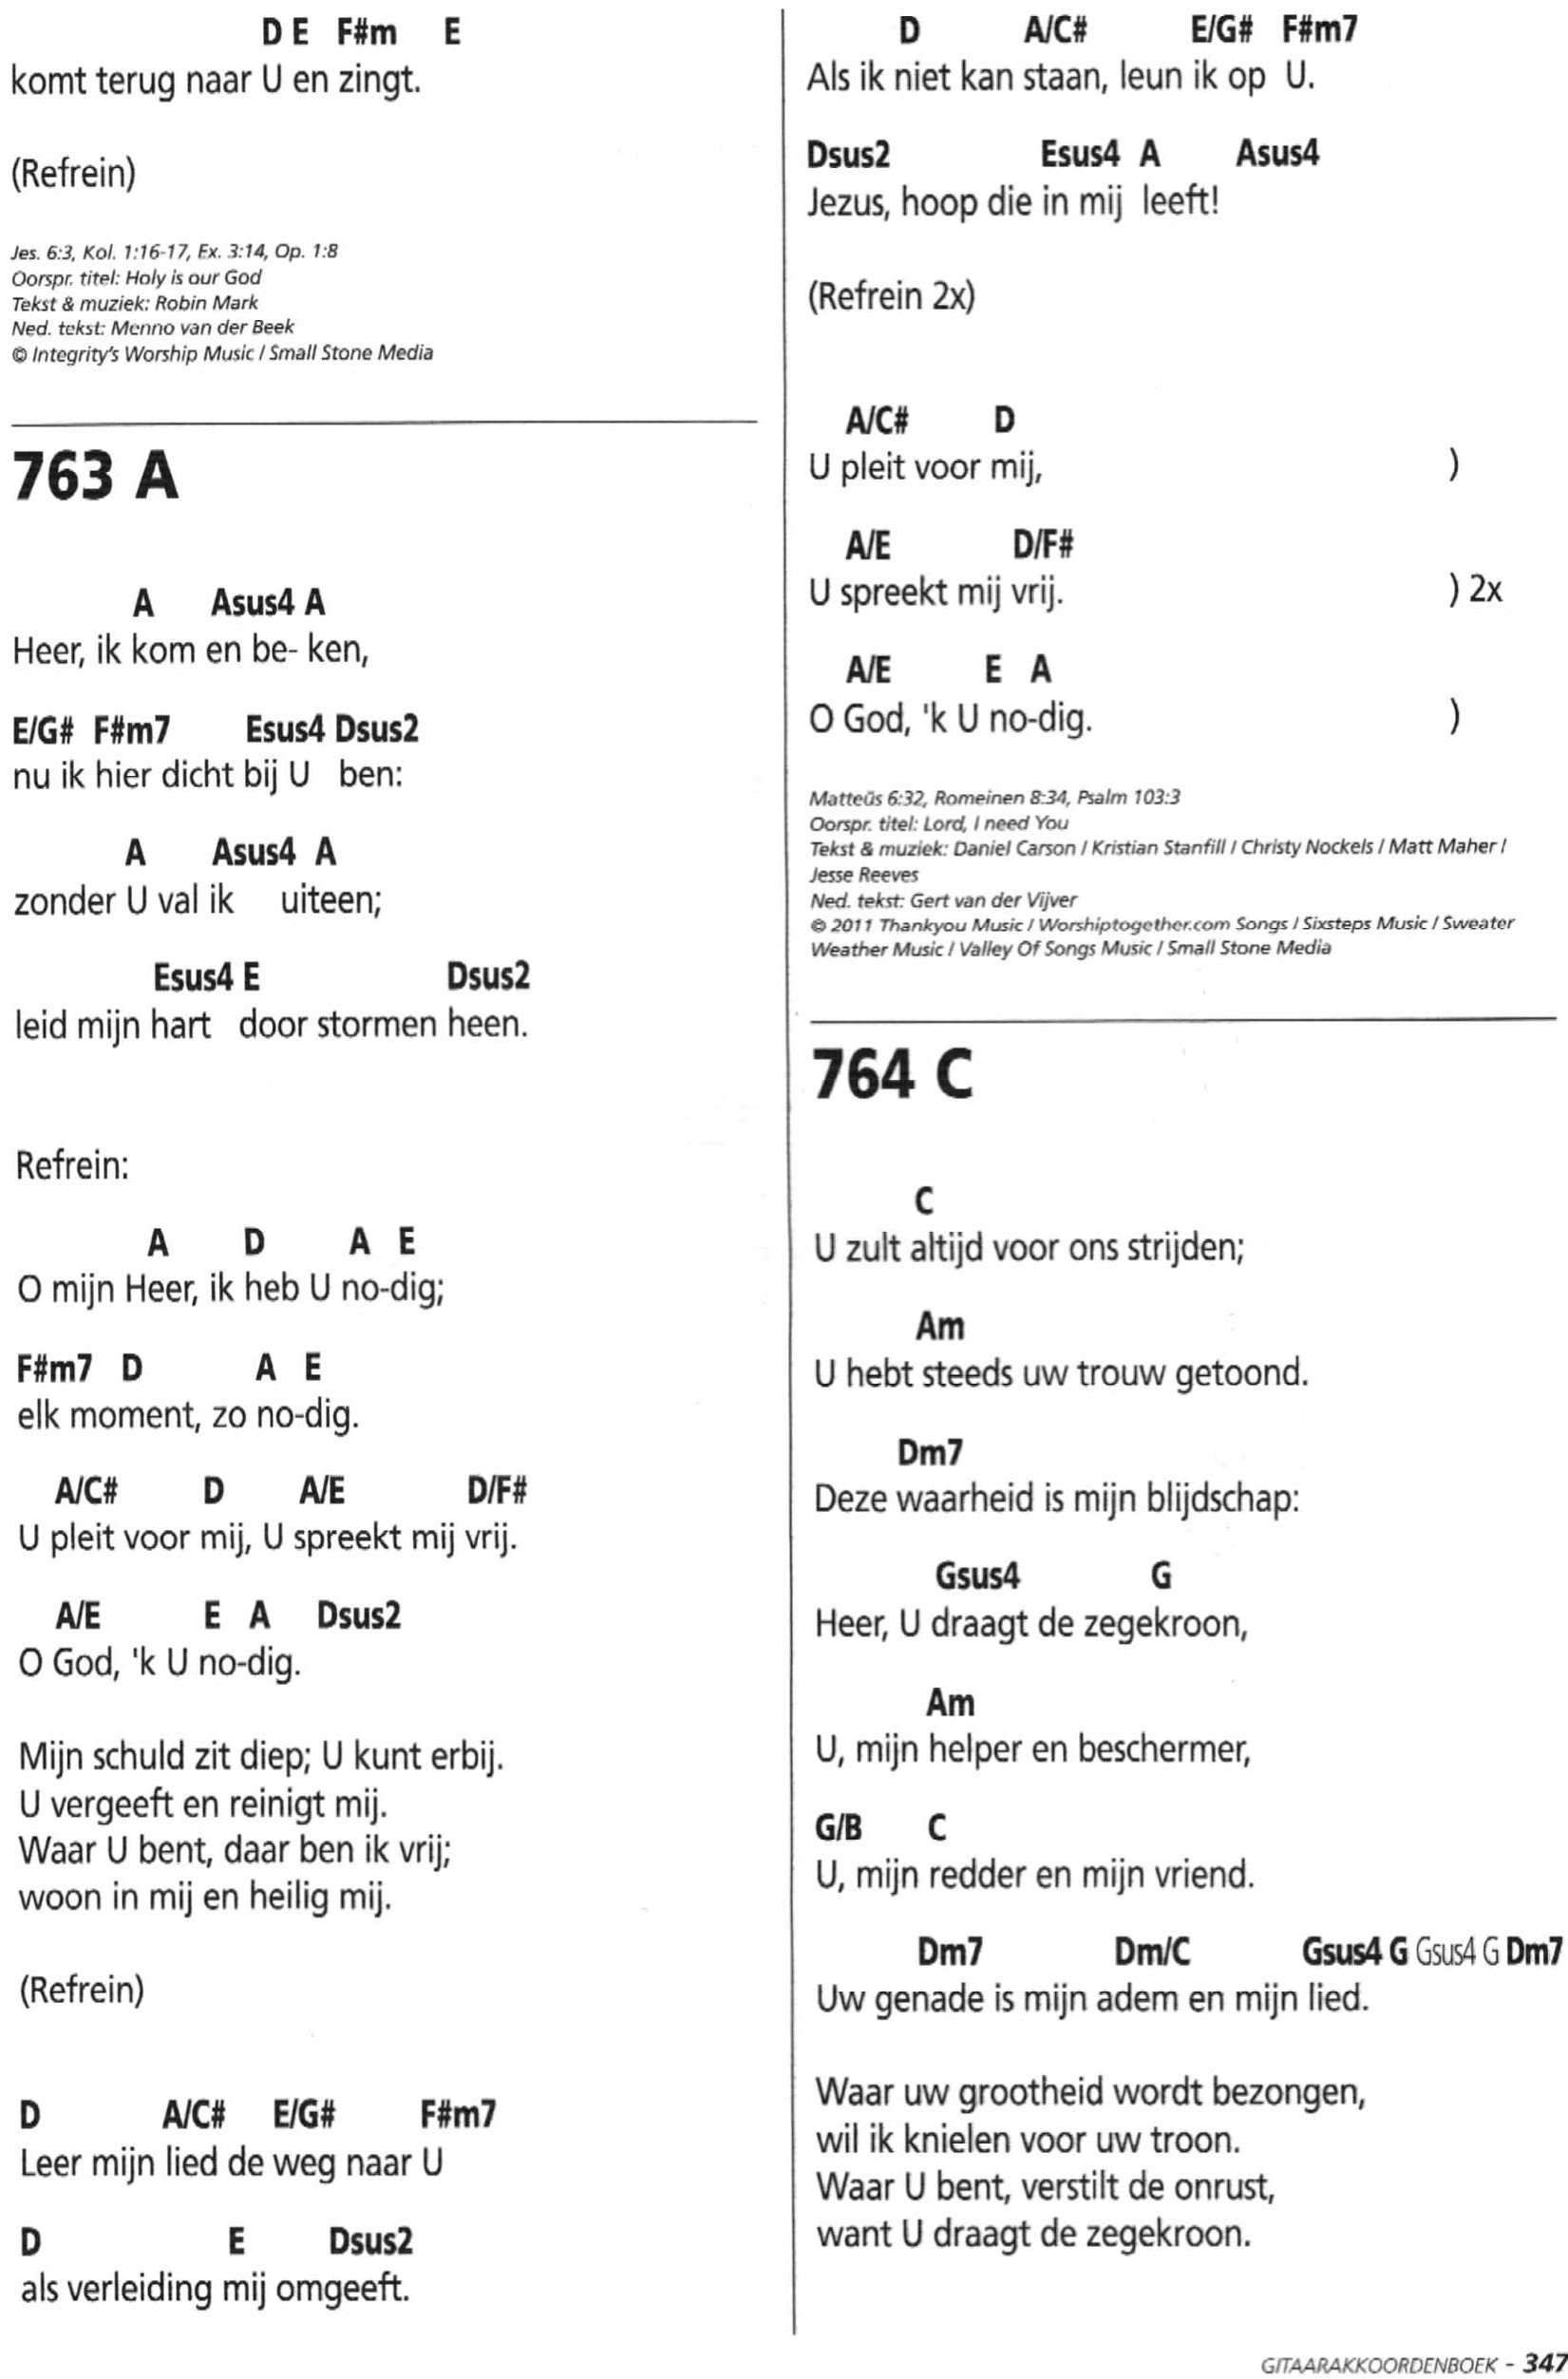 D E F#m E
komt terug naar U en zingt.
(Refrein)
Jes. 6:3, Kol. 1:16-17, Ex. 3:14, Op. 1:8
Oorspr. titel: Holy is our God
Tekst & muziek: Robin Mark
Ned. tekst: Menno van der Beek
© Integrity's Worship Music / Small Stone Media
763 A
A Asus4 A
Heer, ik kom en be- ken,
E/G# F#m7 Esus4 Dsus2
nu ik hier dicht bij U ben:
A Asus4 A
zonder U val ik uiteen;
Esus4 E Dsus2
leid mijn hart door stormen heen.
Refrein:
A D A E
O mijn Heer, ik heb U no-dig;
F#m7 D A E
elk moment, zo no-dig.
A/C# D A/E D/F#
U pleit voor mij, U spreekt mij vrij.
A/E E A Dsus2
O God, 'k U no-dig.
Mijn schuld zit diep; U kunt erbij.
U vergeeft en reinigt mij.
Waar U bent, daar ben ik vrij;
woon in mij en heilig mij.
(Refrein)
D A/C# E/G# F#m7
Leer mijn lied de weg naar U
D E Dsus2
als verleiding mij omgeeft.
D A/C# E/G# F#m7
Als ik niet kan staan, leun ik op U.
Dsus2 Esus4 A Asus4
Jezus, hoop die in mij leeft!
(Refrein 2x)
A/C# D
U pleit voor mij, )
A/E D/F#
U spreekt mij vrij. ) 2x
A/E E A
O God, 'k U no-dig. )
Matteüs 6:32, Romeinen 8:34, Psalm 103:3
Oorspr. titel: Lord, I need You
Tekst & muziek: Daniel Carson / Kristian Stanfill / Christy Nockels / Matt Maher /
Jesse Reeves
Ned. tekst: Gert van der Vijver
© 2011 Thankyou Music / Worshiptogether.com Songs / Sixsteps Music / Sweater
Weather Music / Valley Of Songs Music / Small Stone Media
764 C
C
U zult altijd voor ons strijden;
Am
U hebt steeds uw trouw getoond.
Dm7
Deze waarheid is mijn blijdschap:
Gsus4 G
Heer, U draagt de zegekroon,
Am
U, mijn helper en beschermer,
G/B C
U, mijn redder en mijn vriend.
Dm7 Dm/C Gsus4 G Gsus4 G Dm7
Uw genade is mijn adem en mijn lied.
Waar uw grootheid wordt bezongen,
wil ik knielen voor uw troon.
Waar U bent, verstilt de onrust,
want U draagt de zegekroon.
GITAARAKKOORDENBOEK - 347